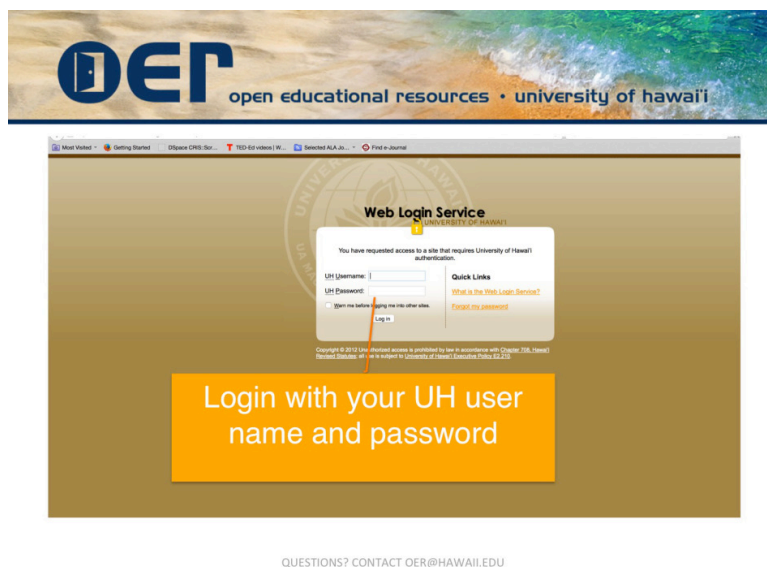 OER
open educational resources • university of hawai'i
Most Visited Getting Started DSpace CRIS::Scr... TED-Ed videos | W... Selected ALA Jo... Find e-Journal
Web Login Service
UNIVERSITY OF HAWAI'I
You have requested access to a site that requires University of Hawai'i
authentication.
UH Username:
UH Password:
Warn me before logging me into other sites.
Log In
Quick Links
What is the Web Login Service?
Forgot my password
Copyright © 2012 Unauthorized access is prohibited by law in accordance with Chapter 708, Hawai'i
Revised Statutes; all use is subject to University of Hawai'i Executive Policy E2.210.
Login with your UH user
name and password
QUESTIONS? CONTACT OER@HAWAII.EDU